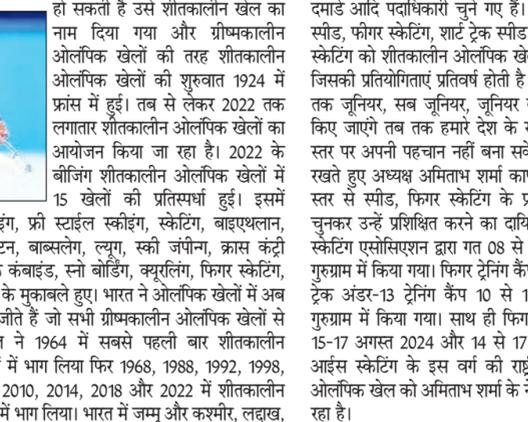 हो सकती है उसे शीतकालीन खेल का
नाम दिया गया और ग्रीष्मकालीन
ओलंपिक खेलों की तरह शीतकालीन
ओलंपिक खेलों की शुरुवात 1924 में
फ्रांस में हुई। तब से लेकर 2022 तक
लगातार शीतकालीन ओलंपिक खेलों का
आयोजन किया जा रहा है। 2022 के
बीजिंग शीतकालीन ओलंपिक खेलों में
15 खेलों की प्रतिस्पर्धा हुई। इसमें
इंग, फ्री स्टाईल स्कीइंग, स्केटिंग, बाइएथलान,
टन, बाब्सलेग, ल्यूग, स्की जंपीन्ग, क्रास कंट्री
कंबाइंड, स्नो बोर्डिंग, क्यूरलिंग, फिगर स्केटिंग,
के मुकाबले हुए। भारत ने ओलंपिक खेलों में अब
जीते हैं जो सभी ग्रीष्मकालीन ओलंपिक खेलों से
ने 1964 में सबसे पहली बार शीतकालीन
में भाग लिया फिर 1968, 1988, 1992, 1998,
2010, 2014, 2018 और 2022 में शीतकालीन
में भाग लिया। भारत में जम्मू और कश्मीर, लद्दाख,
दमाडे आदि पदाधिकारी चुने गए हैं।
स्पीड, फीगर स्केटिंग, शार्ट ट्रेक स्पीड
स्केटिंग को शीतकालीन ओलंपिक खे
जिसकी प्रतियोगिताएं प्रतिवर्ष होती है
तक जूनियर, सब जूनियर, जूनियर
किए जाएंगे तब तक हमारे देश के
स्तर पर अपनी पहचान नहीं बना सके
रखते हुए अध्यक्ष अमिताभ शर्मा का
स्तर से स्पीड, फिगर स्केटिंग के प्र
चुनकर उन्हें प्रशिक्षित करने का दायि
स्केटिंग एसोसिएशन द्वारा गत 08 से
गुरुग्राम में किया गया। फिगर ट्रेनिंग कैं
ट्रेक अंडर-13 ट्रेनिंग कैंप 10 से 1
गुरुग्राम में किया गया। साथ ही फिग
15-17 अगस्त 2024 और 14 से 17
आईस स्केटिंग के इस वर्ग की राष्ट्र
ओलंपिक खेल को अमिताभ शर्मा के ने
रहा है।